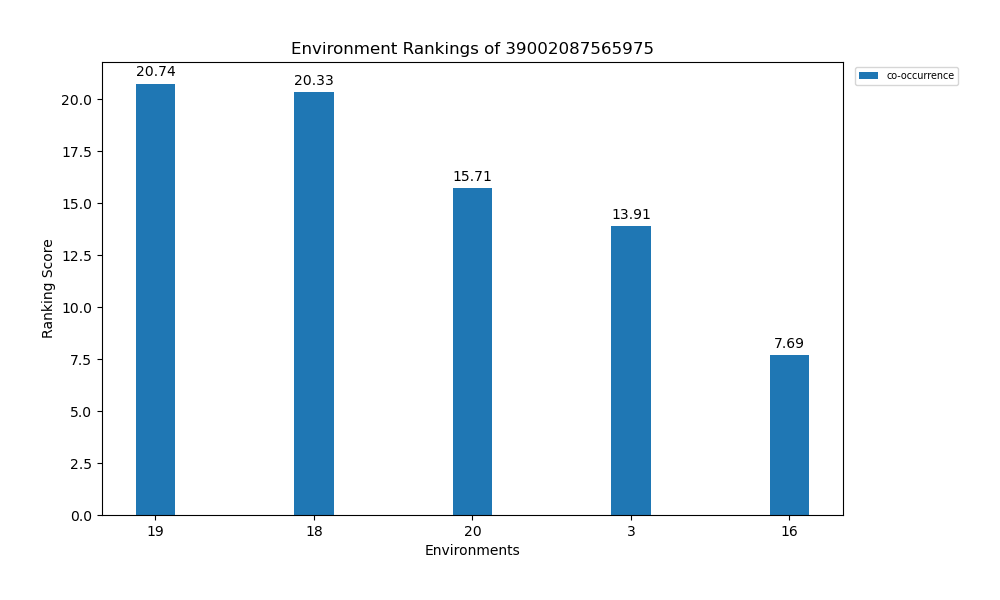 Environment Rankings of 39002087565975
co-occurrence
20.74
20.33
15.71
13.91
7.69
Ranking Score
20.0
17.5
15.0
12.5
10.0
7.5
5.0
2.5
0.0
19 18 20 3 16
Environments